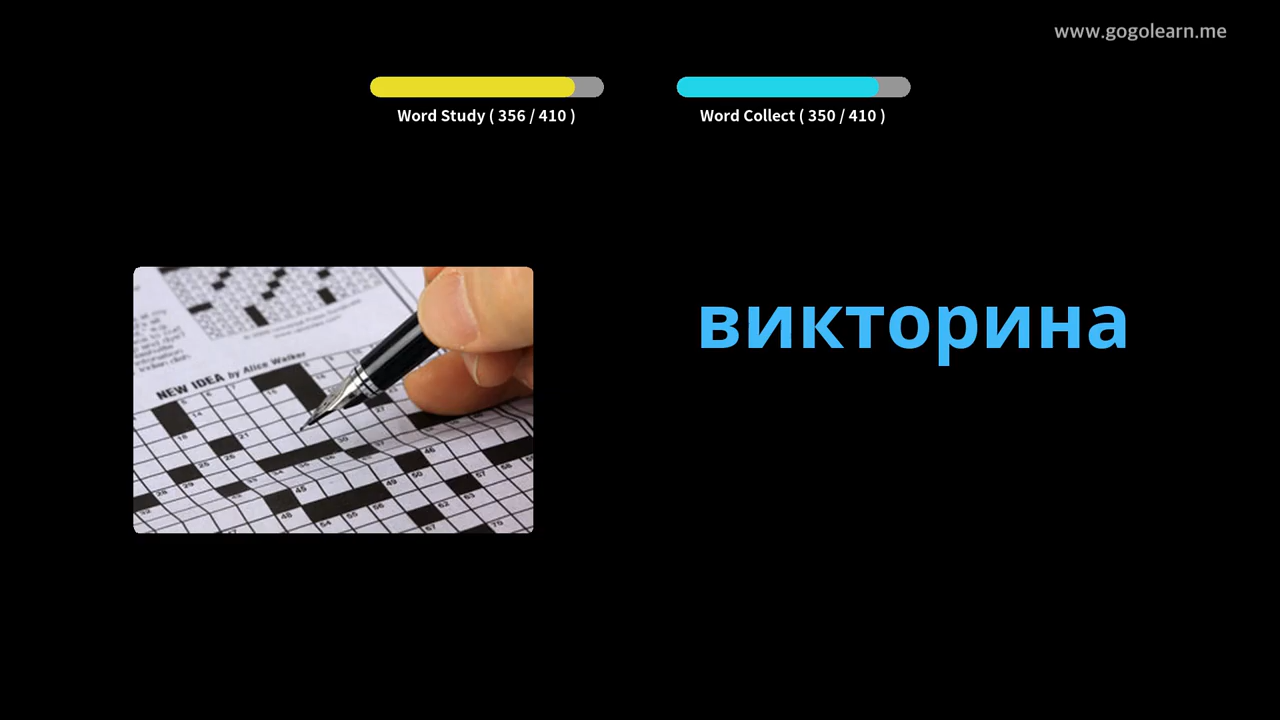 www.gogolearn.me
Word Study ( 356 / 410 )
Word Collect ( 350 / 410 )
викторина
NEW IDEA by Alice Walker